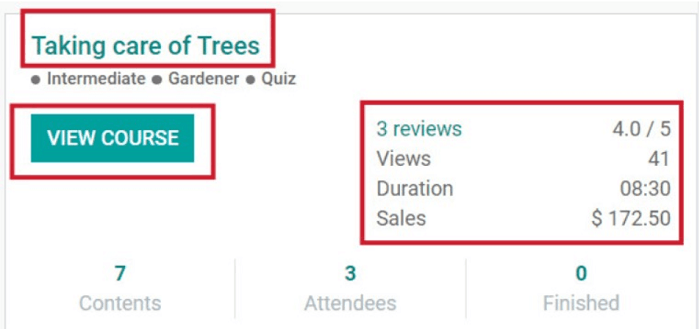 Taking care of Trees
● Intermediate ● Gardener ● Quiz
VIEW COURSE
3 reviews 4.0 / 5
Views 41
Duration 08:30
Sales $ 172.50
7 3 0
Contents Attendees Finished